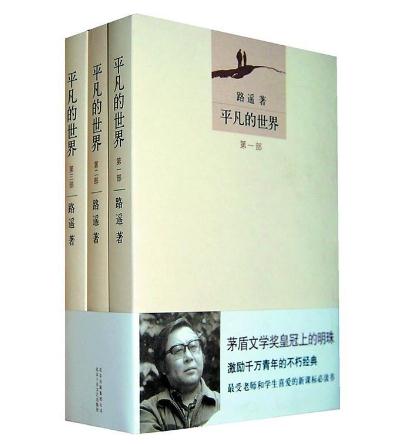 平凡的世界
第三部
路遥 著
平凡的世界
第二部
路遥 著
平凡的世界
第一部
路遥 著
路遥 著
平凡的世界
第一部
茅盾文学奖皇冠上的明珠
激励千万青年的不朽经典
最受老师和学生喜爱的新课标必读书